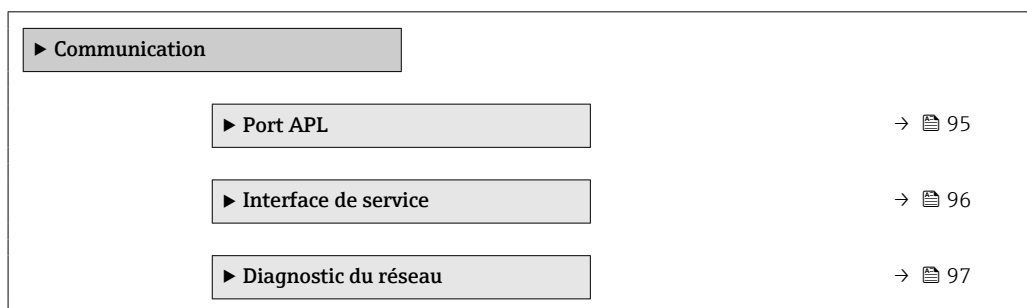 ▶ Communication
▶ Port APL → 95
▶ Interface de service → 96
▶ Diagnostic du réseau → 97